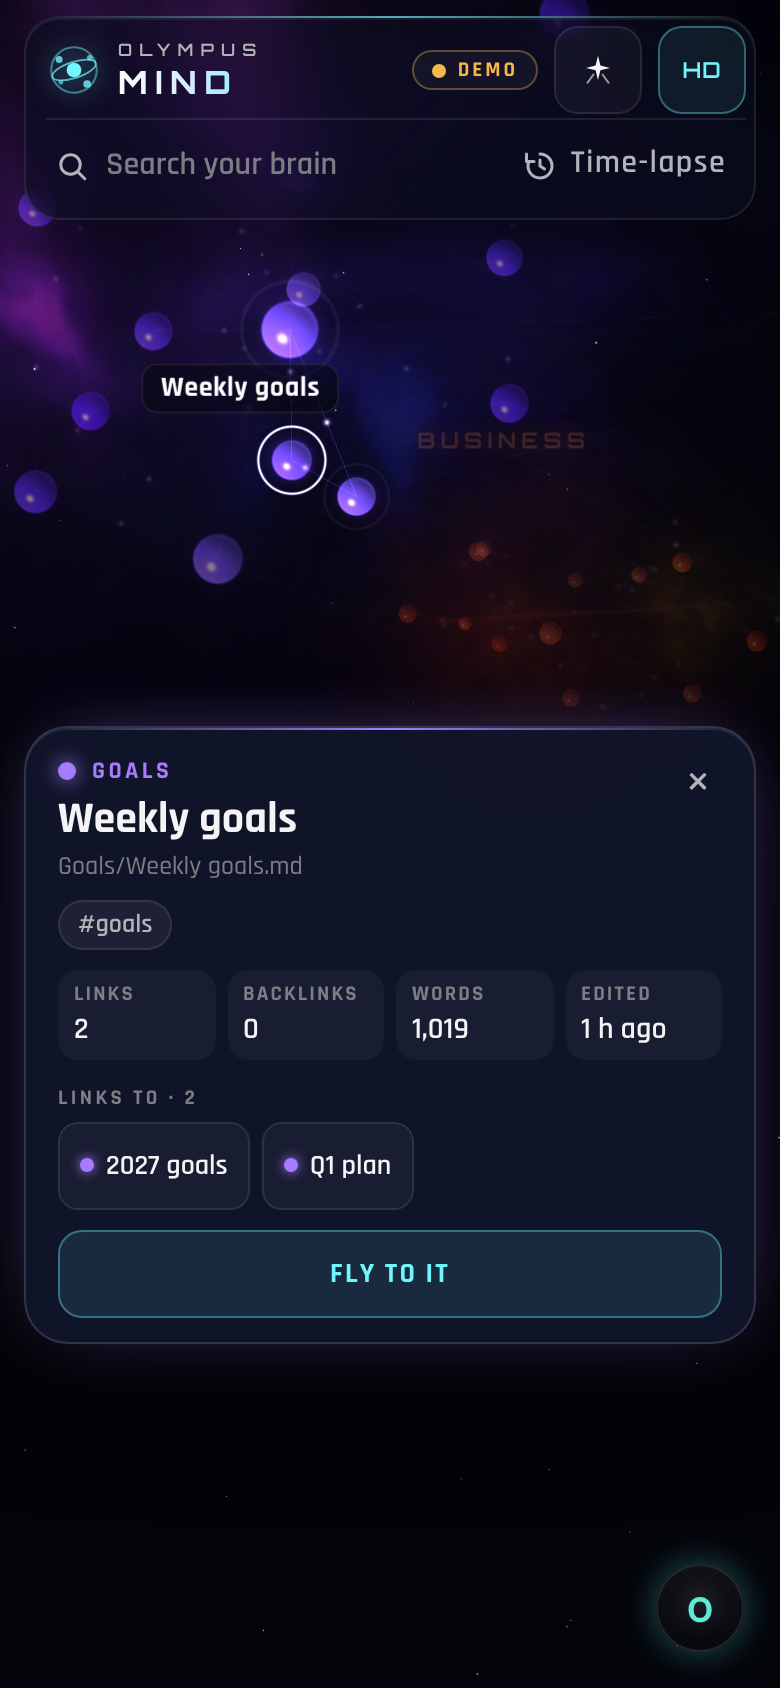 OLYMPUS
MIND
DEMO
HD
Search your brain
Time-lapse
Weekly goals
BUSINESS
GOALS
Weekly goals
Goals/Weekly goals.md
#goals
LINKS
2
BACKLINKS
0
WORDS
1,019
EDITED
1 h ago
LINKS TO · 2
2027 goals
Q1 plan
FLY TO IT
O